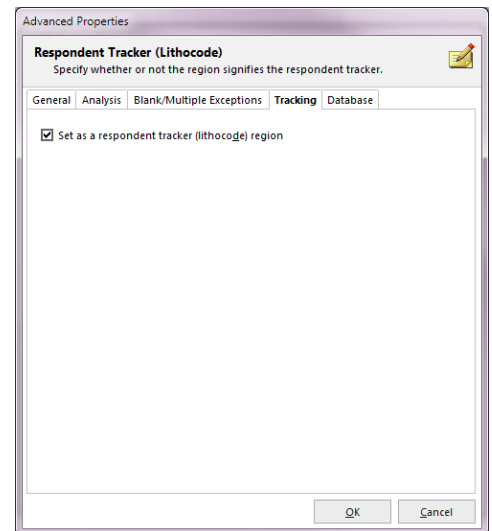 Advanced Properties
Respondent Tracker (Lithocode)
Specify whether or not the region signifies the respondent tracker.
General Analysis Blank/Multiple Exceptions Tracking Database
Set as a respondent tracker (lithocode) region
OK Cancel